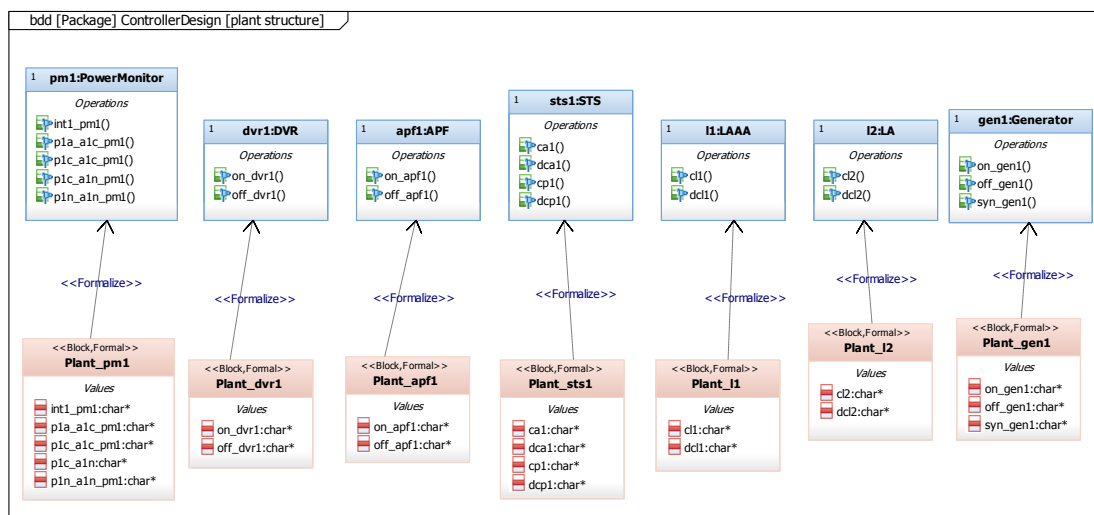 bdd [Package] ControllerDesign [plant structure]
1
pm1:PowerMonitor
Operations
int1_pm1()
p1a_a1c_pm1()
p1c_a1c_pm1()
p1c_a1n_pm1()
p1n_a1n_pm1()
1
dvr1:DVR
Operations
on_dvr1()
off_dvr1()
1
apf1:APF
Operations
on_apf1()
off_apf1()
1
sts1:STS
Operations
ca1()
dca1()
cp1()
dcp1()
1
l1:LAAA
Operations
cl1()
dcl1()
1
l2:LA
Operations
cl2()
dcl2()
1
gen1:Generator
Operations
on_gen1()
off_gen1()
syn_gen1()
<<Formalize>>
<<Formalize>>
<<Formalize>>
<<Formalize>>
<<Formalize>>
<<Formalize>>
<<Formalize>>
<<Block,Formal>>
Plant_pm1
Values
int1_pm1:char*
p1a_a1c_pm1:char*
p1c_a1c_pm1:char*
p1c_a1n:char*
p1n_a1n_pm1:char*
<<Block,Formal>>
Plant_dvr1
Values
on_dvr1:char*
off_dvr1:char*
<<Block,Formal>>
Plant_apf1
Values
on_apf1:char*
off_apf1:char*
<<Block,Formal>>
Plant_sts1
Values
ca1:char*
dca1:char*
cp1:char*
dcp1:char*
<<Block,Formal>>
Plant_l1
Values
cl1:char*
dcl1:char*
<<Block,Formal>>
Plant_l2
Values
cl2:char*
dcl2:char*
<<Block,Formal>>
Plant_gen1
Values
on_gen1:char*
off_gen1:char*
syn_gen1:char*